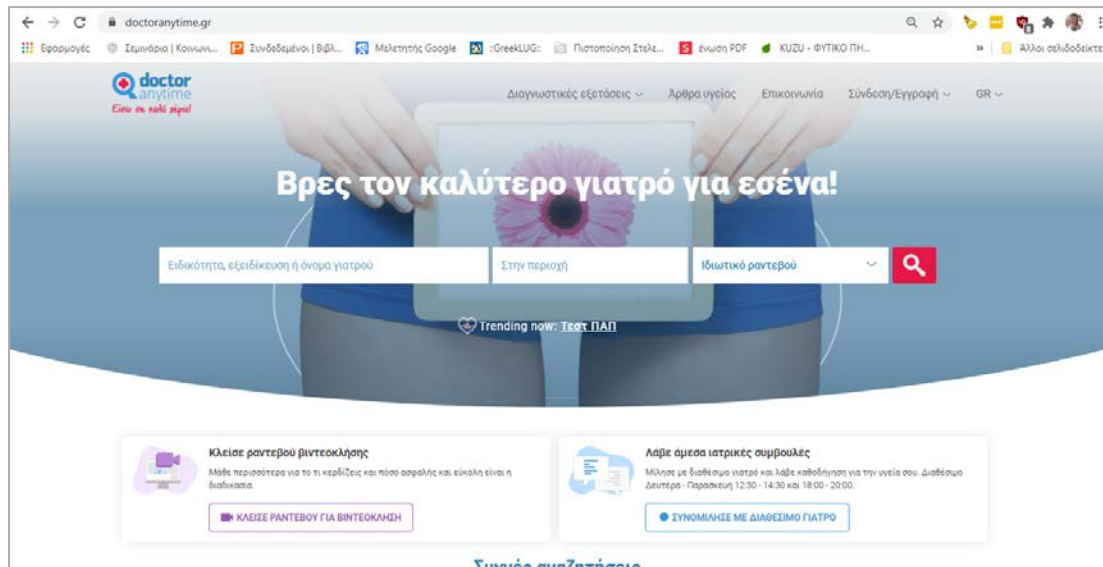 doctoranytime.gr
Εφαρμογές Σεμινάρια | Κοινωνι... Συνδεδεμένοι | Βιβλ... Μελετητής Google ::GreekLUG:: Πιστοποίηση Στελε... ένωση PDF KUZU - ΦΥΤΙΚΟ ΠΗ... » Άλλοι σελιδοδείκτε
doctor
anytime
Είσαι σε καλά χέρια!
Διαγνωστικές εξετάσεις Άρθρα υγείας Επικοινωνία Σύνδεση/Εγγραφή GR
Βρες τον καλύτερο γιατρό για εσένα!
Ειδικότητα, εξειδίκευση ή όνομα γιατρού Στην περιοχή Ιδιωτικό ραντεβού
Trending now: Τεστ ΠΑΠ
Κλείσε ραντεβού βιντεοκλήσης
Μάθε περισσότερα για το τι κερδίζεις και πόσο ασφαλής και εύκολη είναι η
διαδικασία.
ΚΛΕΙΣΕ ΡΑΝΤΕΒΟΥ ΓΙΑ ΒΙΝΤΕΟΚΛΗΣΗ
Λάβε άμεσα ιατρικές συμβουλές
Μίλησε με διαθέσιμο γιατρό και λάβε καθοδήγηση για την υγεία σου. Διαθέσιμο
Δευτέρα - Παρασκευή 12:30 - 14:30 και 18:00 - 20:00.
ΣΥΝΟΜΙΛΗΣΕ ΜΕ ΔΙΑΘΕΣΙΜΟ ΓΙΑΤΡΟ
Συχνές αναζητήσεις